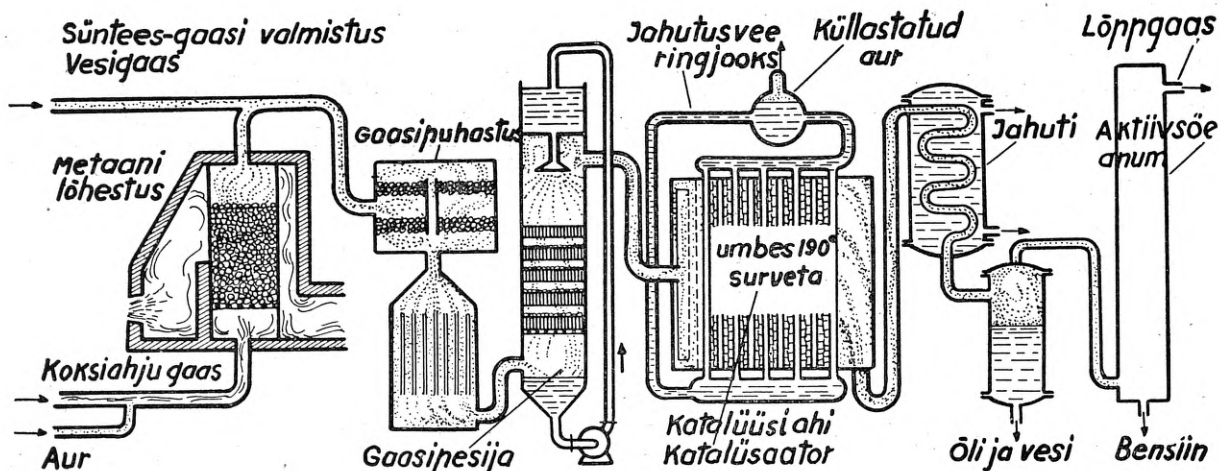 Süntees-gaasi valmistus
Vesigaas
Metaani
lõhestus
Koksiahju gaas
Aur
Gaasipuhastus
Gaasipesija
Jahutusvee
ringjooks
Küllastatud
aur
umbes 190°
surveta
Katalüüsi ahi
Katalüsaator
Jahuti
Õli ja vesi
Lõppgaas
Aktiivsöe
anum
Bensiin